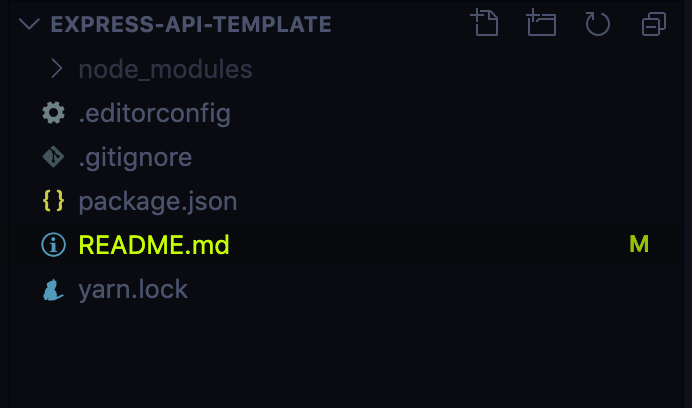 EXPRESS-API-TEMPLATE
node_modules
.editorconfig
.gitignore
{} package.json
README.md M
yarn.lock